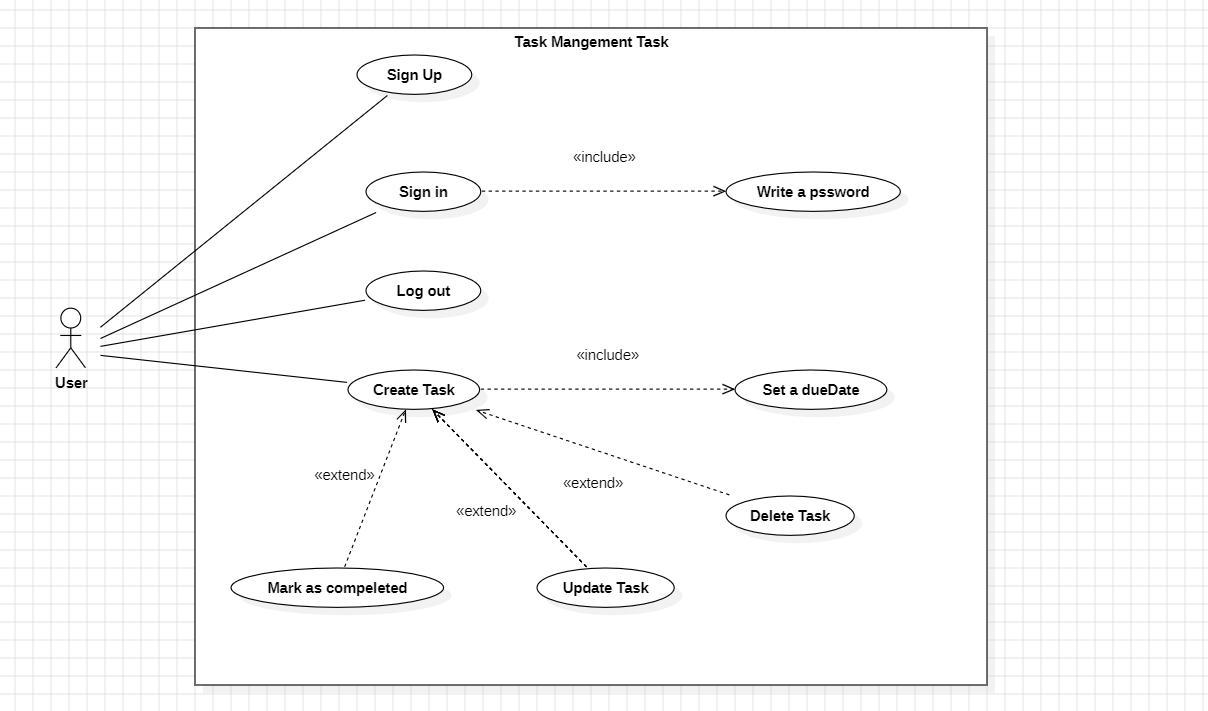 Task Mangement Task
Sign Up
«include»
Sign in
Write a pssword
Log out
User
«include»
Create Task
Set a dueDate
«extend»
«extend»
«extend»
Delete Task
Mark as compeleted
Update Task